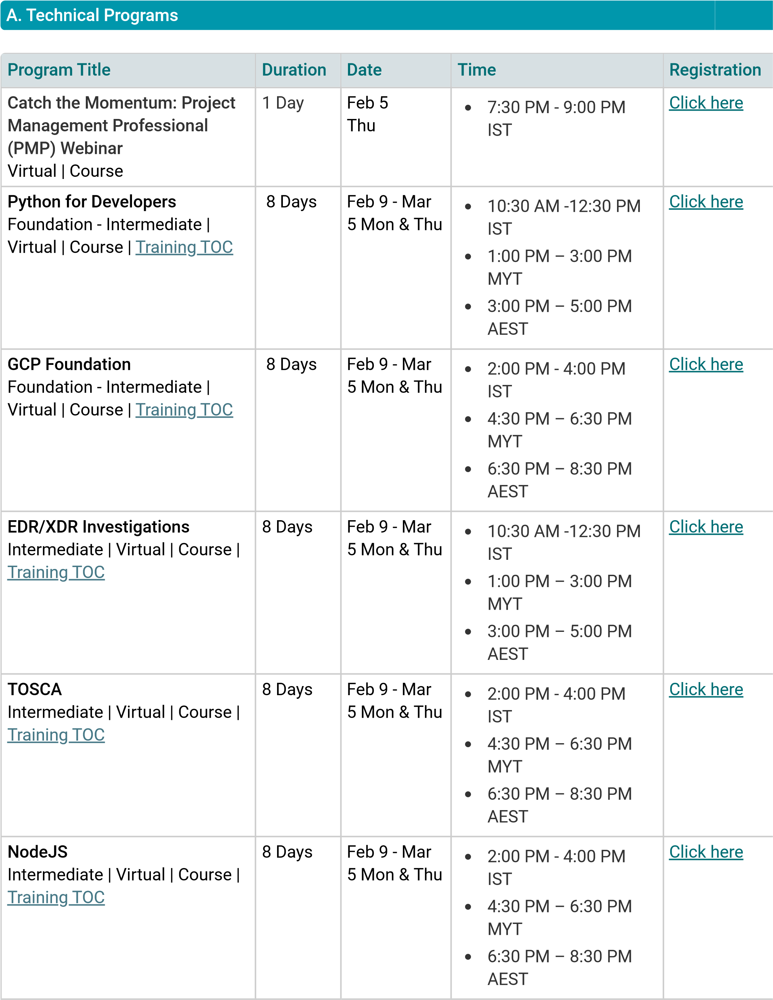 A. Technical Programs
Program Title Duration Date Time Registration
Catch the Momentum: Project
Management Professional
(PMP) Webinar
Virtual | Course
1 Day
Feb 5
Thu
• 7:30 PM - 9:00 PM
IST
Click here
Python for Developers
Foundation - Intermediate |
Virtual | Course | Training TOC
8 Days
Feb 9 - Mar
5 Mon & Thu
• 10:30 AM -12:30 PM
IST
• 1:00 PM – 3:00 PM
MYT
• 3:00 PM – 5:00 PM
AEST
Click here
GCP Foundation
Foundation - Intermediate |
Virtual | Course | Training TOC
8 Days
Feb 9 - Mar
5 Mon & Thu
• 2:00 PM - 4:00 PM
IST
• 4:30 PM – 6:30 PM
MYT
• 6:30 PM – 8:30 PM
AEST
Click here
EDR/XDR Investigations
Intermediate | Virtual | Course |
Training TOC
8 Days
Feb 9 - Mar
5 Mon & Thu
• 10:30 AM -12:30 PM
IST
• 1:00 PM – 3:00 PM
MYT
• 3:00 PM – 5:00 PM
AEST
Click here
TOSCA
Intermediate | Virtual | Course |
Training TOC
8 Days
Feb 9 - Mar
5 Mon & Thu
• 2:00 PM - 4:00 PM
IST
• 4:30 PM – 6:30 PM
MYT
• 6:30 PM – 8:30 PM
AEST
Click here
NodeJS
Intermediate | Virtual | Course |
Training TOC
8 Days
Feb 9 - Mar
5 Mon & Thu
• 2:00 PM - 4:00 PM
IST
• 4:30 PM – 6:30 PM
MYT
• 6:30 PM – 8:30 PM
AEST
Click here